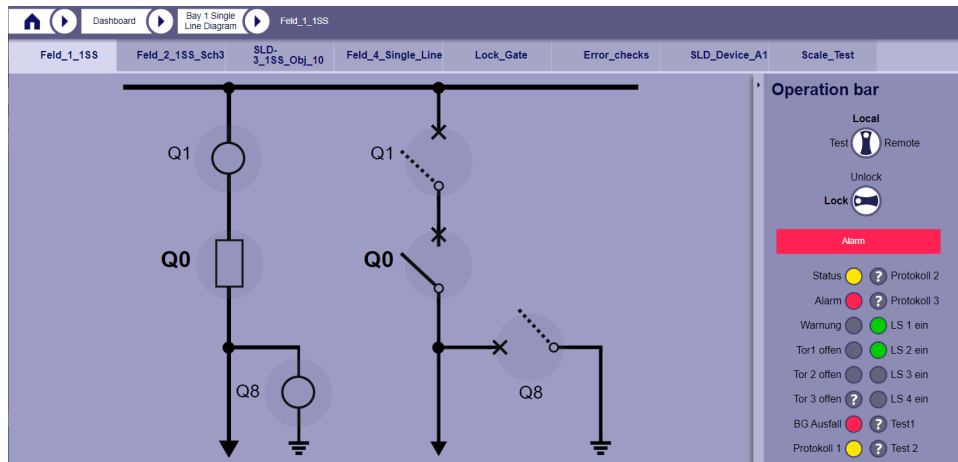 Dashboard
Bay 1 Single
Line Diagram
Feld_1_1SS
Feld_1_1SS
Feld_2_1SS_Sch3
SLD-
3_1SS_Obj_10
Feld_4_Single_Line
Lock_Gate
Error_checks
SLD_Device_A1
Scale_Test
Q1
Q0
Q8
Q1
Q0
Q8
Operation bar
Local
Test Remote
Unlock
Lock
Alarm
Status ? Protokoll 2
Alarm ? Protokoll 3
Warnung LS 1 ein
Tor1 offen LS 2 ein
Tor 2 offen LS 3 ein
Tor 3 offen ? LS 4 ein
BG Ausfall ? Test1
Protokoll 1 ? Test 2